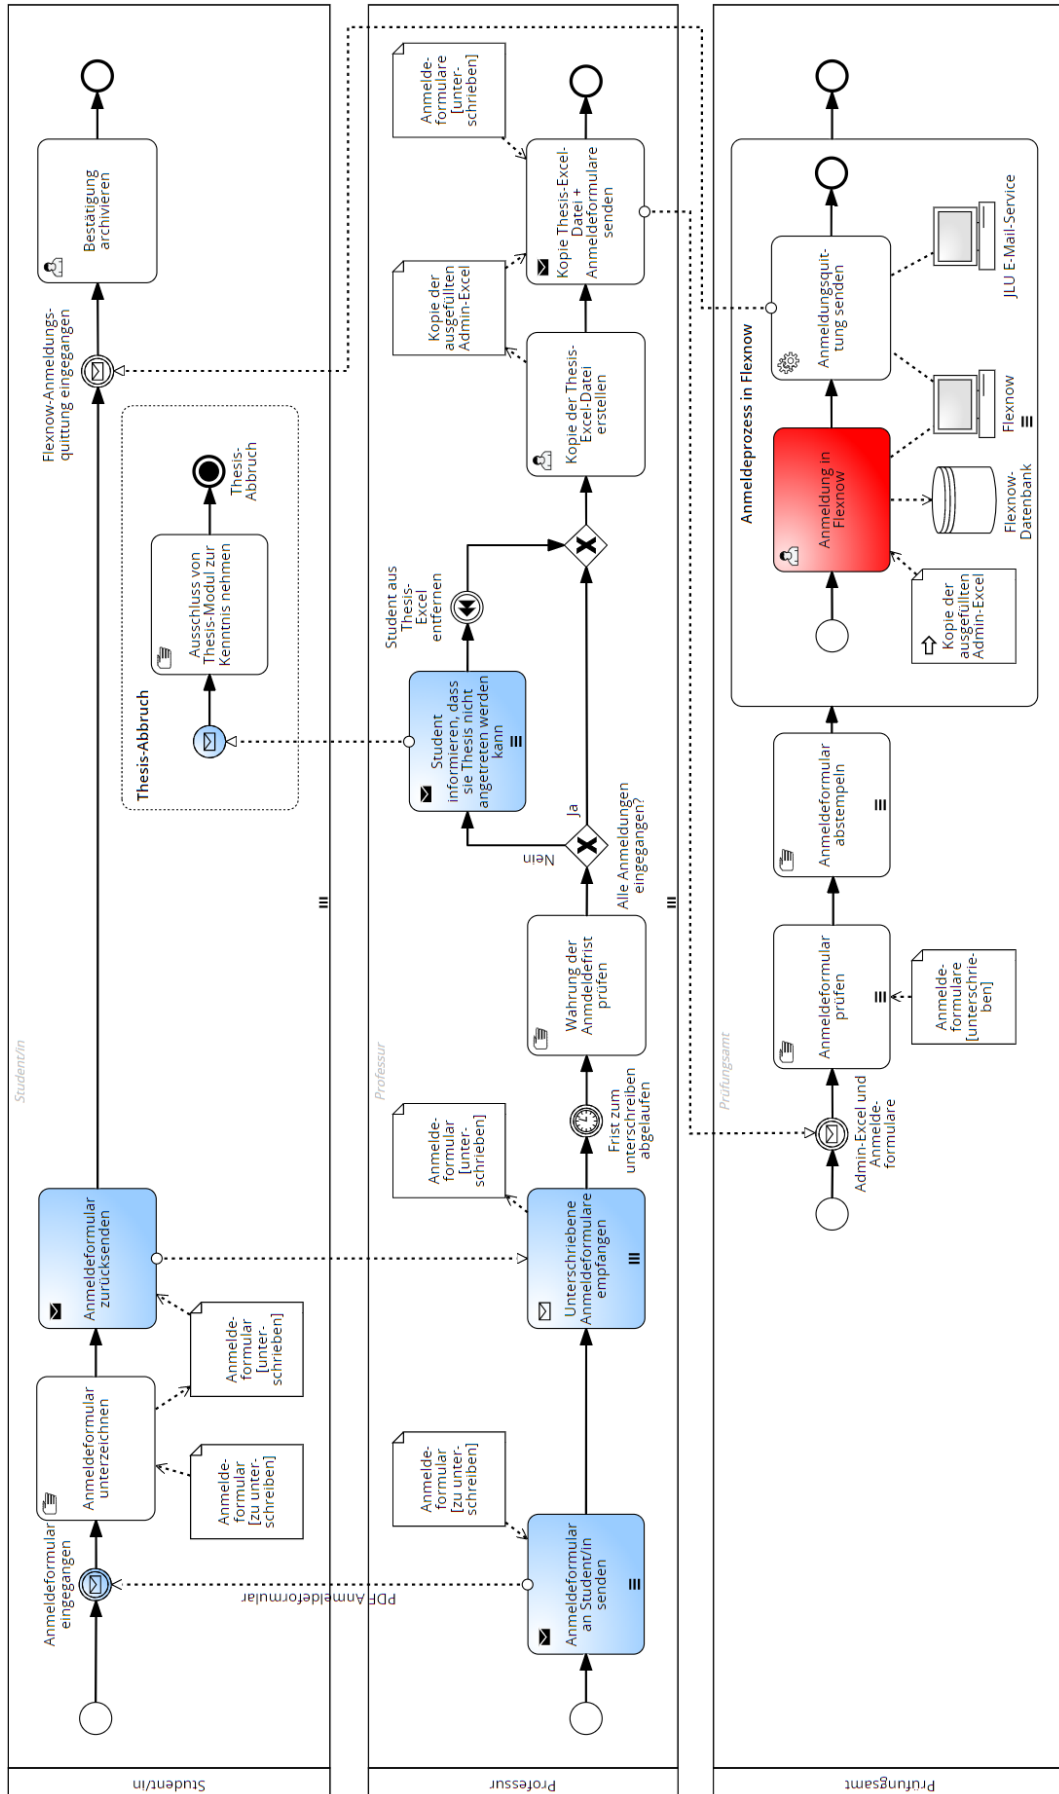 Student/in
Student/in
Anmeldeformular
eingegangen
Anmeldeformular
unterzeichnen
Anmelde-
formular
[zu unter-
schreiben]
Anmelde-
formular
[unter-
schrieben]
Anmeldeformular
zurücksenden
Thesis-Abbruch
Ausschluss von
Thesis-Modul zur
Kenntnis nehmen
Thesis-
Abbruch
Flexnow-Anmeldungs-
quittung eingegangen
Bestätigung
archivieren
PDF Anmeldeformular
Professur
Professur
Anmeldeformular
an Student/in
senden
Anmelde-
formular
[zu unter-
schreiben]
Unterschriebene
Anmeldeformulare
empfangen
Anmelde-
formular
[unter-
schrieben]
Frist zum
unterschreiben
abgelaufen
Wahrung der
Anmdeldefrist
prüfen
Alle Anmeldungen
eingegangen?
Nein
Ja
Student
informieren, dass
sie Thesis nicht
angetreten werden
kann
Student aus
Thesis-
Excel
entfernen
Kopie der Thesis-
Excel-Datei
erstellen
Kopie der
ausgefüllten
Admin-Excel
Kopie Thesis-Excel-
Datei +
Anmeldeformulare
senden
Anmelde-
formulare
[unter-
schrieben]
Prüfungsamt
Prüfungsamt
Admin-Excel und
Anmelde-
formulare
Anmeldeformular
prüfen
Anmelde-
formulare
[unterschrie-
ben]
Anmeldeformular
abstempeln
Anmeldeprozess in Flexnow
Kopie der
ausgefüllten
Admin-Excel
Anmeldung in
Flexnow
Flexnow-
Datenbank
Flexnow
Anmeldungsquit-
tung senden
JLU E-Mail-Service